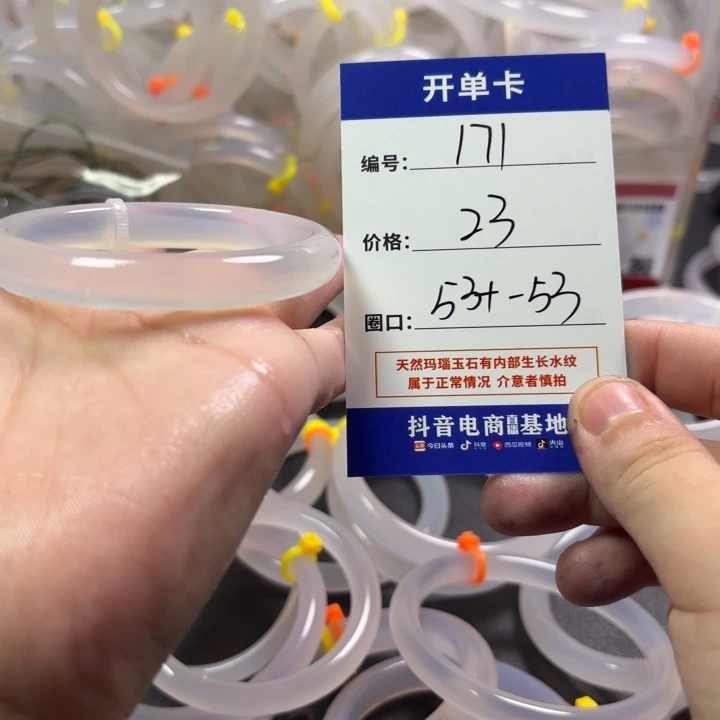 开单卡
编号: 171
价格: 23
圈口: 53+-53
天然玛瑙玉石有内部生长水纹
属于正常情况 介意者慎拍
抖音电商直播基地
今日头条 抖音 西瓜视频 火山